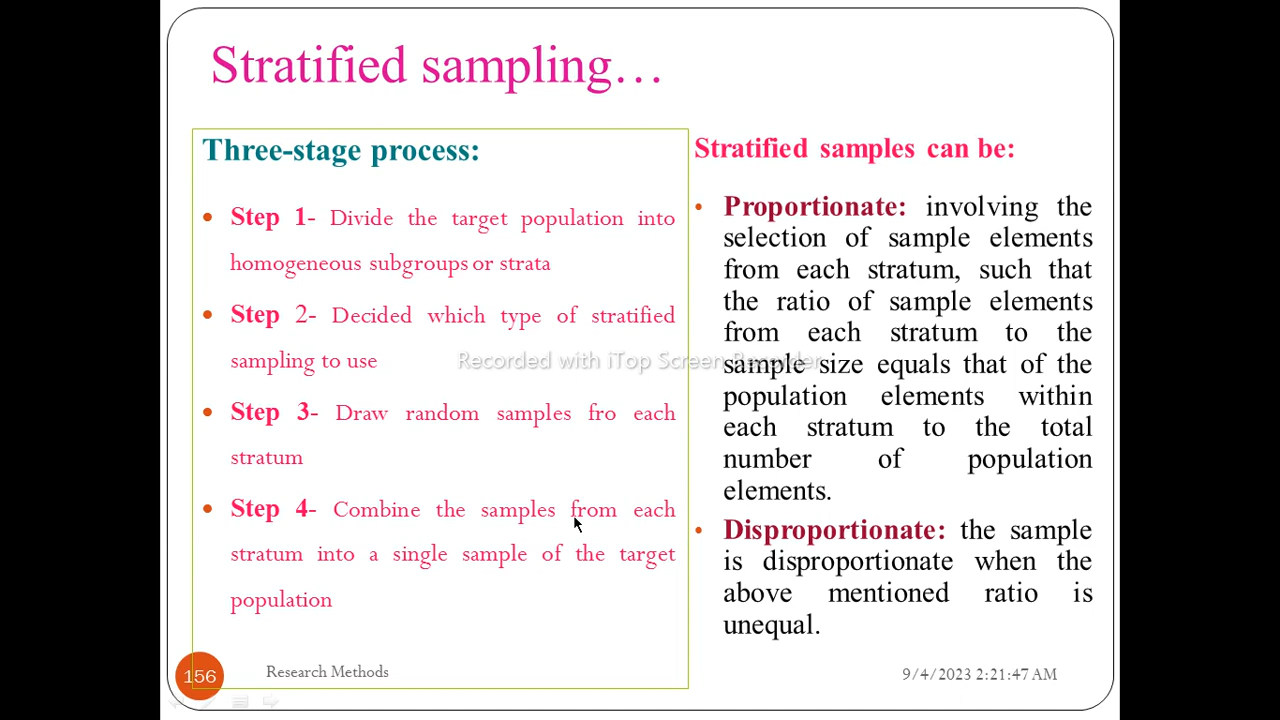 Stratified sampling…
Three-stage process:
• Step 1- Divide the target population into
homogeneous subgroups or strata
• Step 2- Decided which type of stratified
sampling to use
• Step 3- Draw random samples fro each
stratum
• Step 4- Combine the samples from each
stratum into a single sample of the target
population
Stratified samples can be:
• Proportionate: involving the
selection of sample elements
from each stratum, such that
the ratio of sample elements
from each stratum to the
sample size equals that of the
population elements within
each stratum to the total
number of population
elements.
• Disproportionate: the sample
is disproportionate when the
above mentioned ratio is
unequal.
Recorded with iTop Screen Recorder
156
Research Methods
9/4/2023 2:21:47 AM